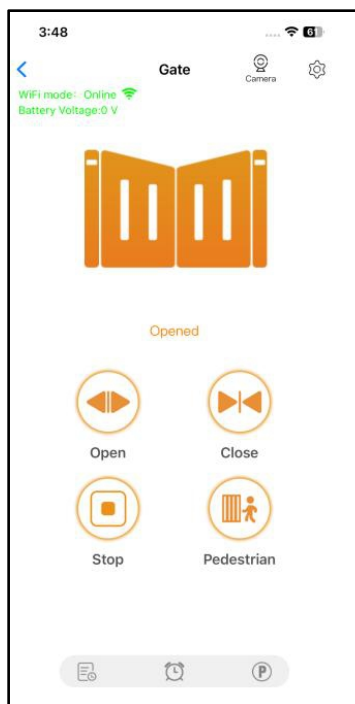 3:48
Gate
Camera
WiFi mode: Online
Battery Voltage:0 V
Opened
Open
Close
Stop
Pedestrian
P